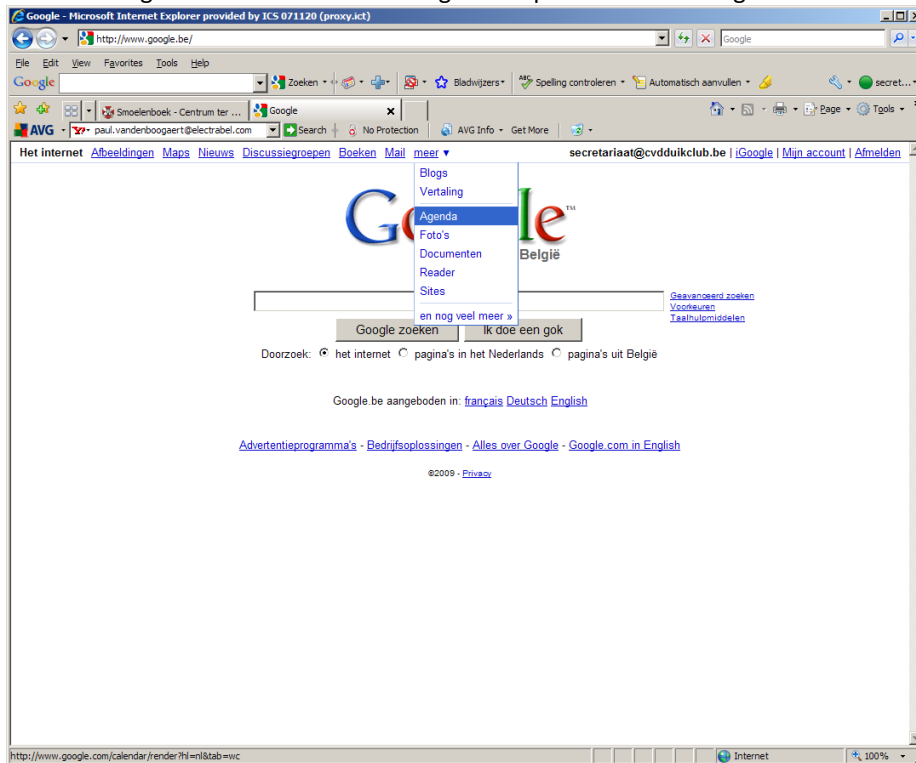 Google - Microsoft Internet Explorer provided by ICS 071120 (proxy.ict)
http://www.google.be/ Google
File Edit View Favorites Tools Help
Google Zoeken Bladwijzers ABC Spelling controleren Automatisch aanvullen secret...
Smoelenboek - Centrum ter ... Google Page Tools
AVG paul.vandenboogaert@electrabel.com Search No Protection AVG Info Get More
Het internet Afbeeldingen Maps Nieuws Discussiegroepen Boeken Mail meer ▼ secretariaat@cvdduikclub.be | iGoogle | Mijn account | Afmelden
Blogs
Vertaling
Agenda
Foto's
Documenten
Reader
Sites
en nog veel meer »
G le™
België
Geavanceerd zoeken
Voorkeuren
Taalhulpmiddelen
Google zoeken Ik doe een gok
Doorzoek: het internet pagina's in het Nederlands pagina's uit België
Google.be aangeboden in: français Deutsch English
Advertentieprogramma's - Bedrijfsoplossingen - Alles over Google - Google.com in English
©2009 - Privacy
http://www.google.com/calendar/render?hl=nl&tab=wc Internet 100%